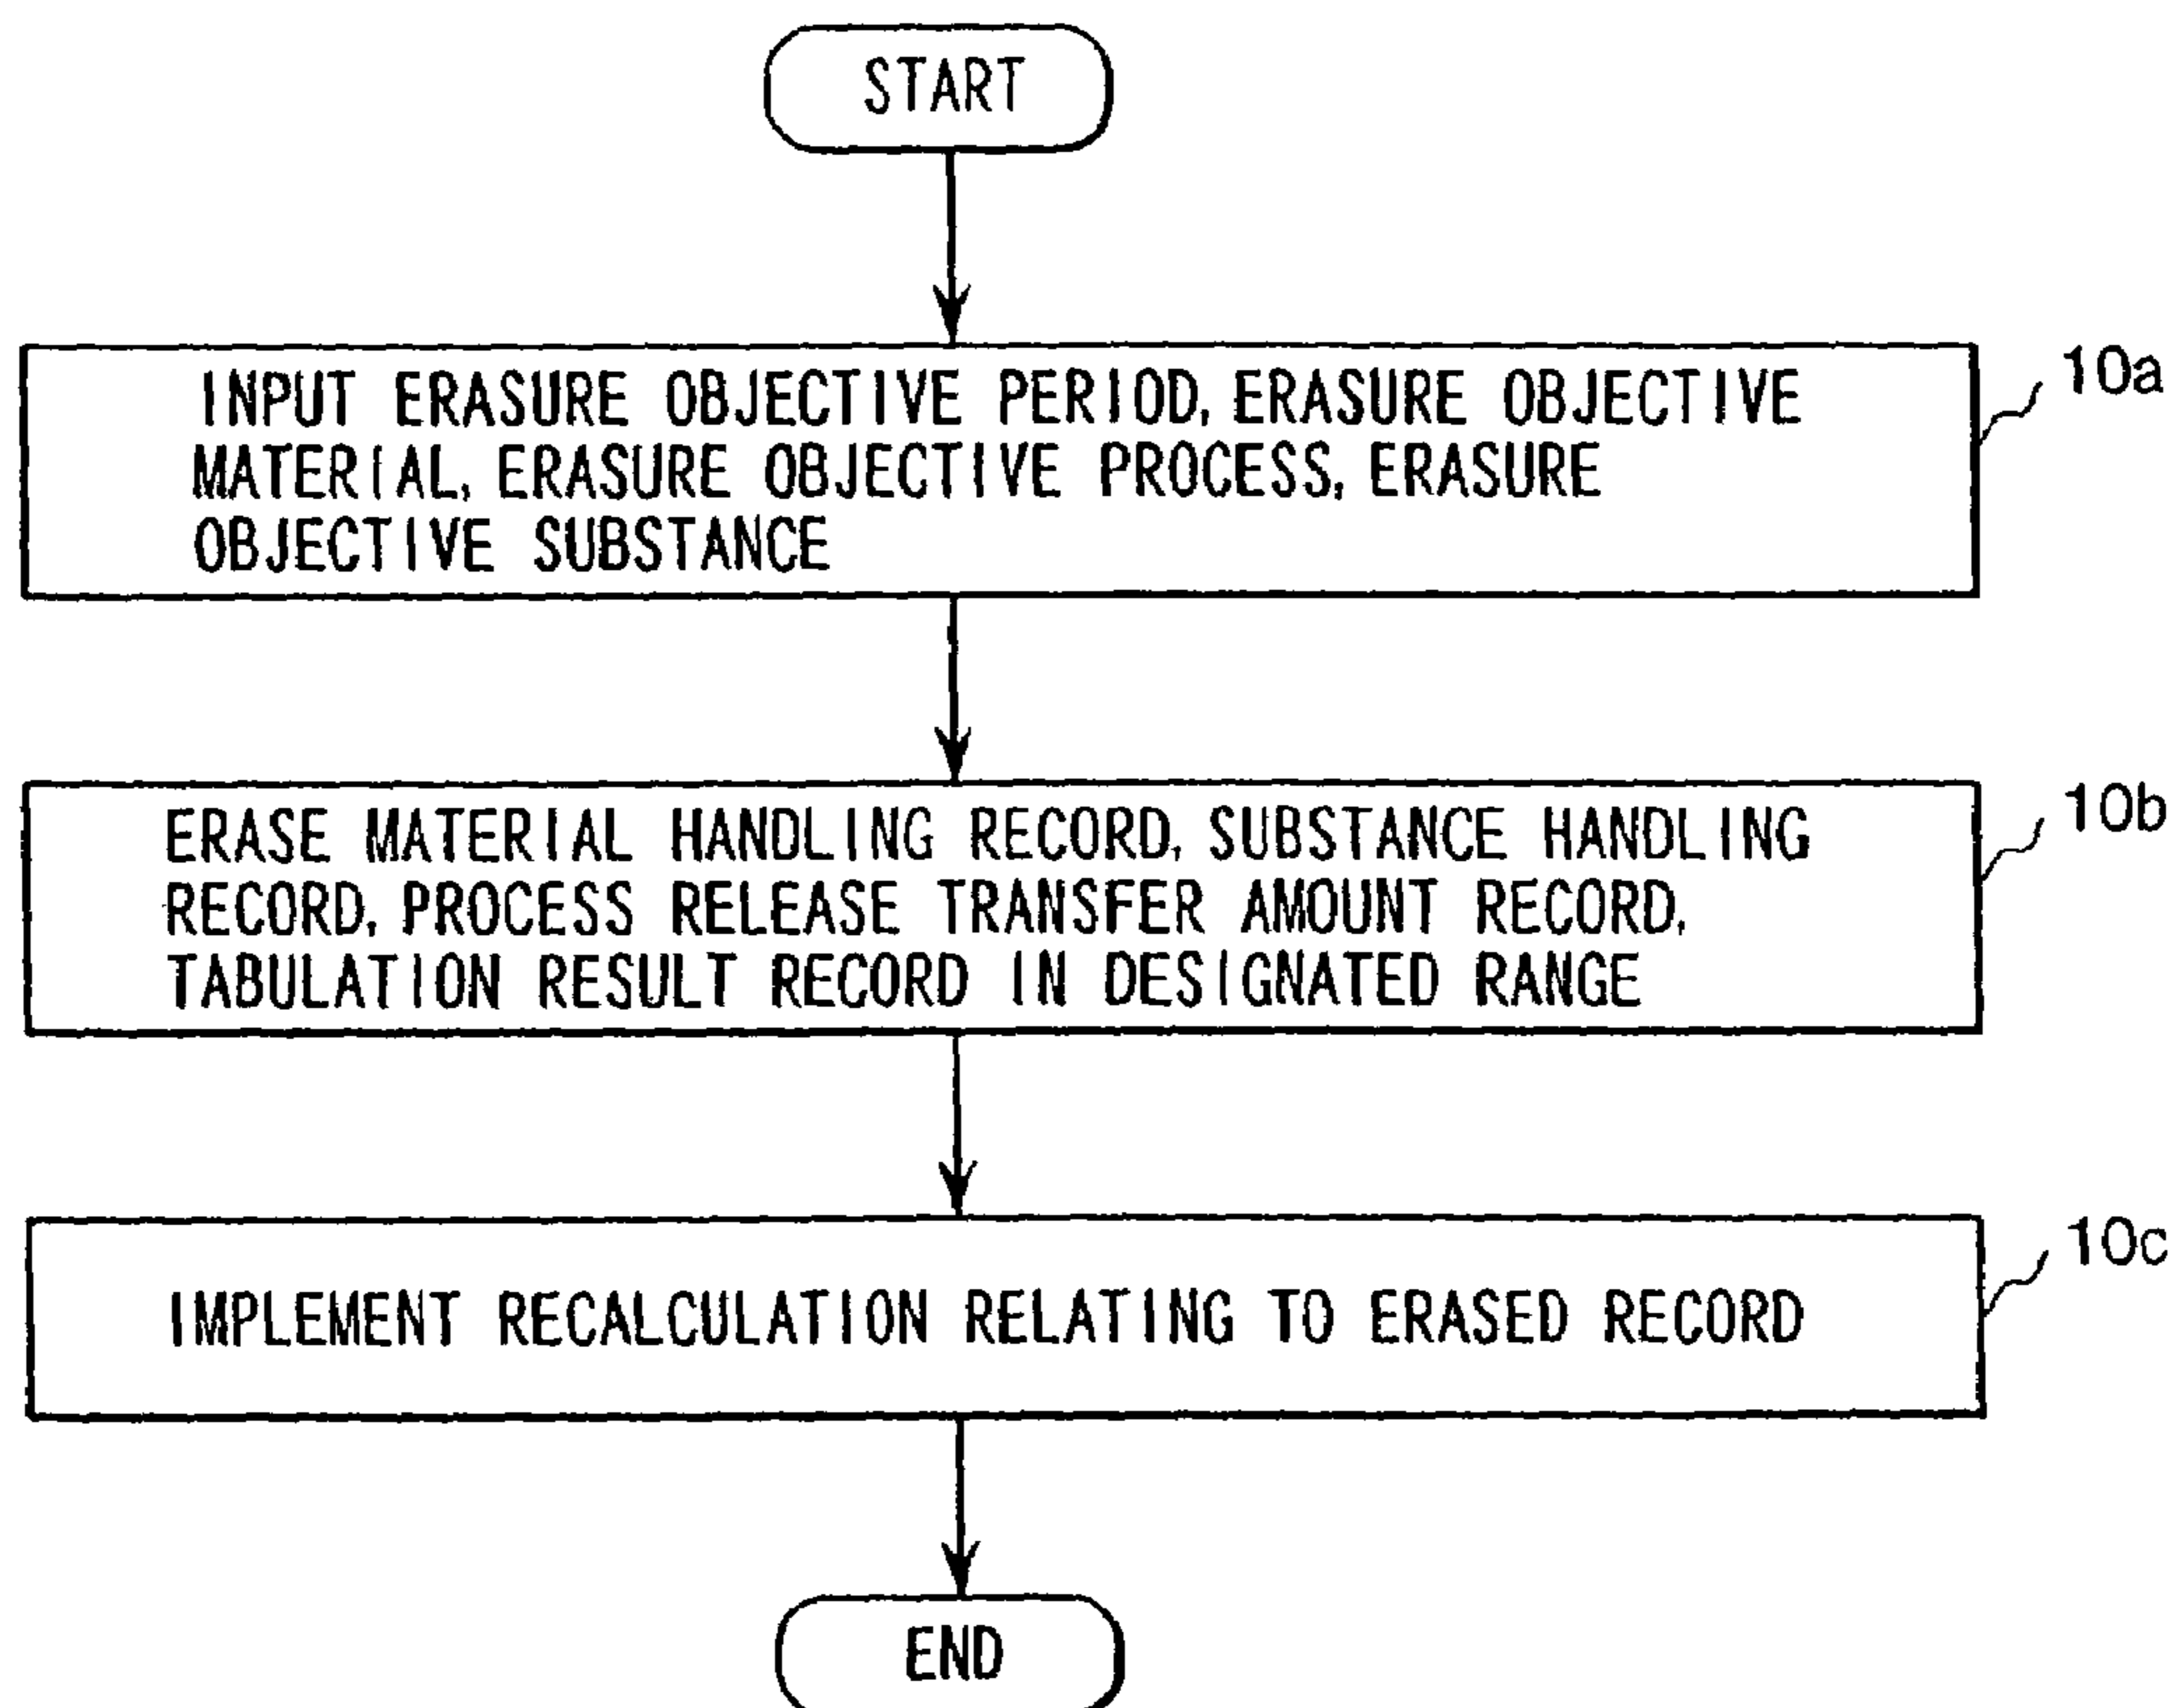 START
10a
INPUT ERASURE OBJECTIVE PERIOD, ERASURE OBJECTIVE
MATERIAL, ERASURE OBJECTIVE PROCESS, ERASURE
OBJECTIVE SUBSTANCE
10b
ERASE MATERIAL HANDLING RECORD, SUBSTANCE HANDLING
RECORD, PROCESS RELEASE TRANSFER AMOUNT RECORD,
TABULATION RESULT RECORD IN DESIGNATED RANGE
10c
IMPLEMENT RECALCULATION RELATING TO ERASED RECORD
END